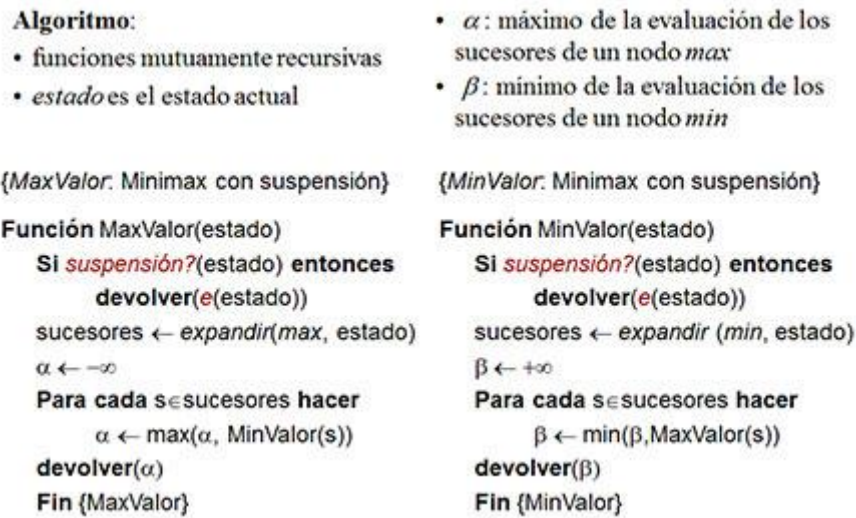 Algoritmo:
• funciones mutuamente recursivas
• estado es el estado actual
• α: máximo de la evaluación de los
sucesores de un nodo max
• β: mínimo de la evaluación de los
sucesores de un nodo min
{MaxValor: Minimax con suspensión}
Función MaxValor(estado)
Si suspensión?(estado) entonces
devolver(e(estado))
sucesores ← expandir(max, estado)
α ← −∞
Para cada s∈sucesores hacer
α ← max(α, MinValor(s))
devolver(α)
Fin {MaxValor}
{MinValor: Minimax con suspensión}
Función MinValor(estado)
Si suspensión?(estado) entonces
devolver(e(estado))
sucesores ← expandir (min, estado)
β ← +∞
Para cada s∈sucesores hacer
β ← min(β,MaxValor(s))
devolver(β)
Fin {MinValor}